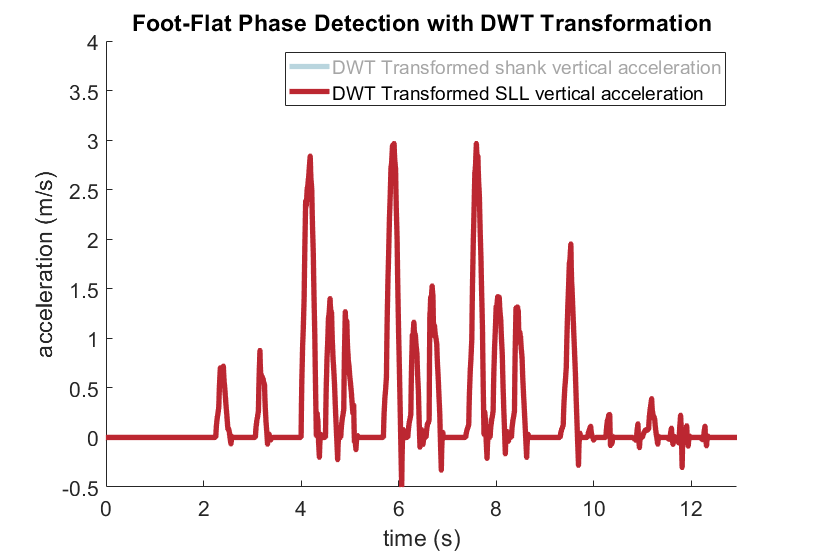 Foot-Flat Phase Detection with DWT Transformation
DWT Transformed shank vertical acceleration
DWT Transformed SLL vertical acceleration
4
3.5
3
2.5
2
1.5
1
0.5
0
-0.5
acceleration (m/s)
0 2 4 6 8 10 12
time (s)